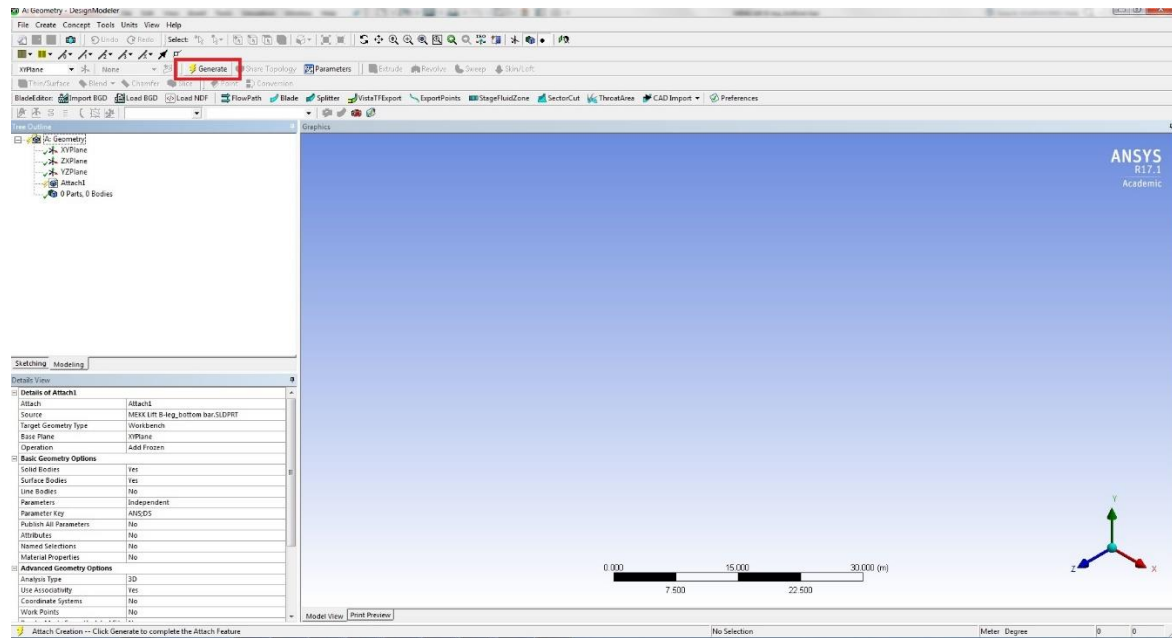 A: Geometry - DesignModeler
File Create Concept Tools Units View Help
Undo Redo Select:
XYPlane None Generate Share Topology Parameters Extrude Revolve Sweep Skin/Loft
Thin/Surface Blend Chamfer Slice Point Conversion
BladeEditor: Import BGD Load BGD Load NDF FlowPath Blade Splitter VistaTFExport ExportPoints StageFluidZone SectorCut ThroatArea CAD Import Preferences
Tree Outline
Graphics
A: Geometry
XYPlane
ZXPlane
YZPlane
Attach1
0 Parts, 0 Bodies
ANSYS
R17.1
Academic
Sketching Modeling
Details View
Details of Attach1
Attach Attach1
Source MEKK Lift B-leg_bottom bar.SLDPRT
Target Geometry Type Workbench
Base Plane XYPlane
Operation Add Frozen
Basic Geometry Options
Solid Bodies Yes
Surface Bodies Yes
Line Bodies No
Parameters Independent
Parameter Key ANS;DS
Publish All Parameters No
Attributes No
Named Selections No
Material Properties No
Advanced Geometry Options
Analysis Type 3D
Use Associativity Yes
Coordinate Systems No
Work Points No
0.000 15.000 30.000 (m)
7.500 22.500
Y
Z X
Model View Print Preview
Attach Creation -- Click Generate to complete the Attach Feature No Selection Meter Degree 0 0